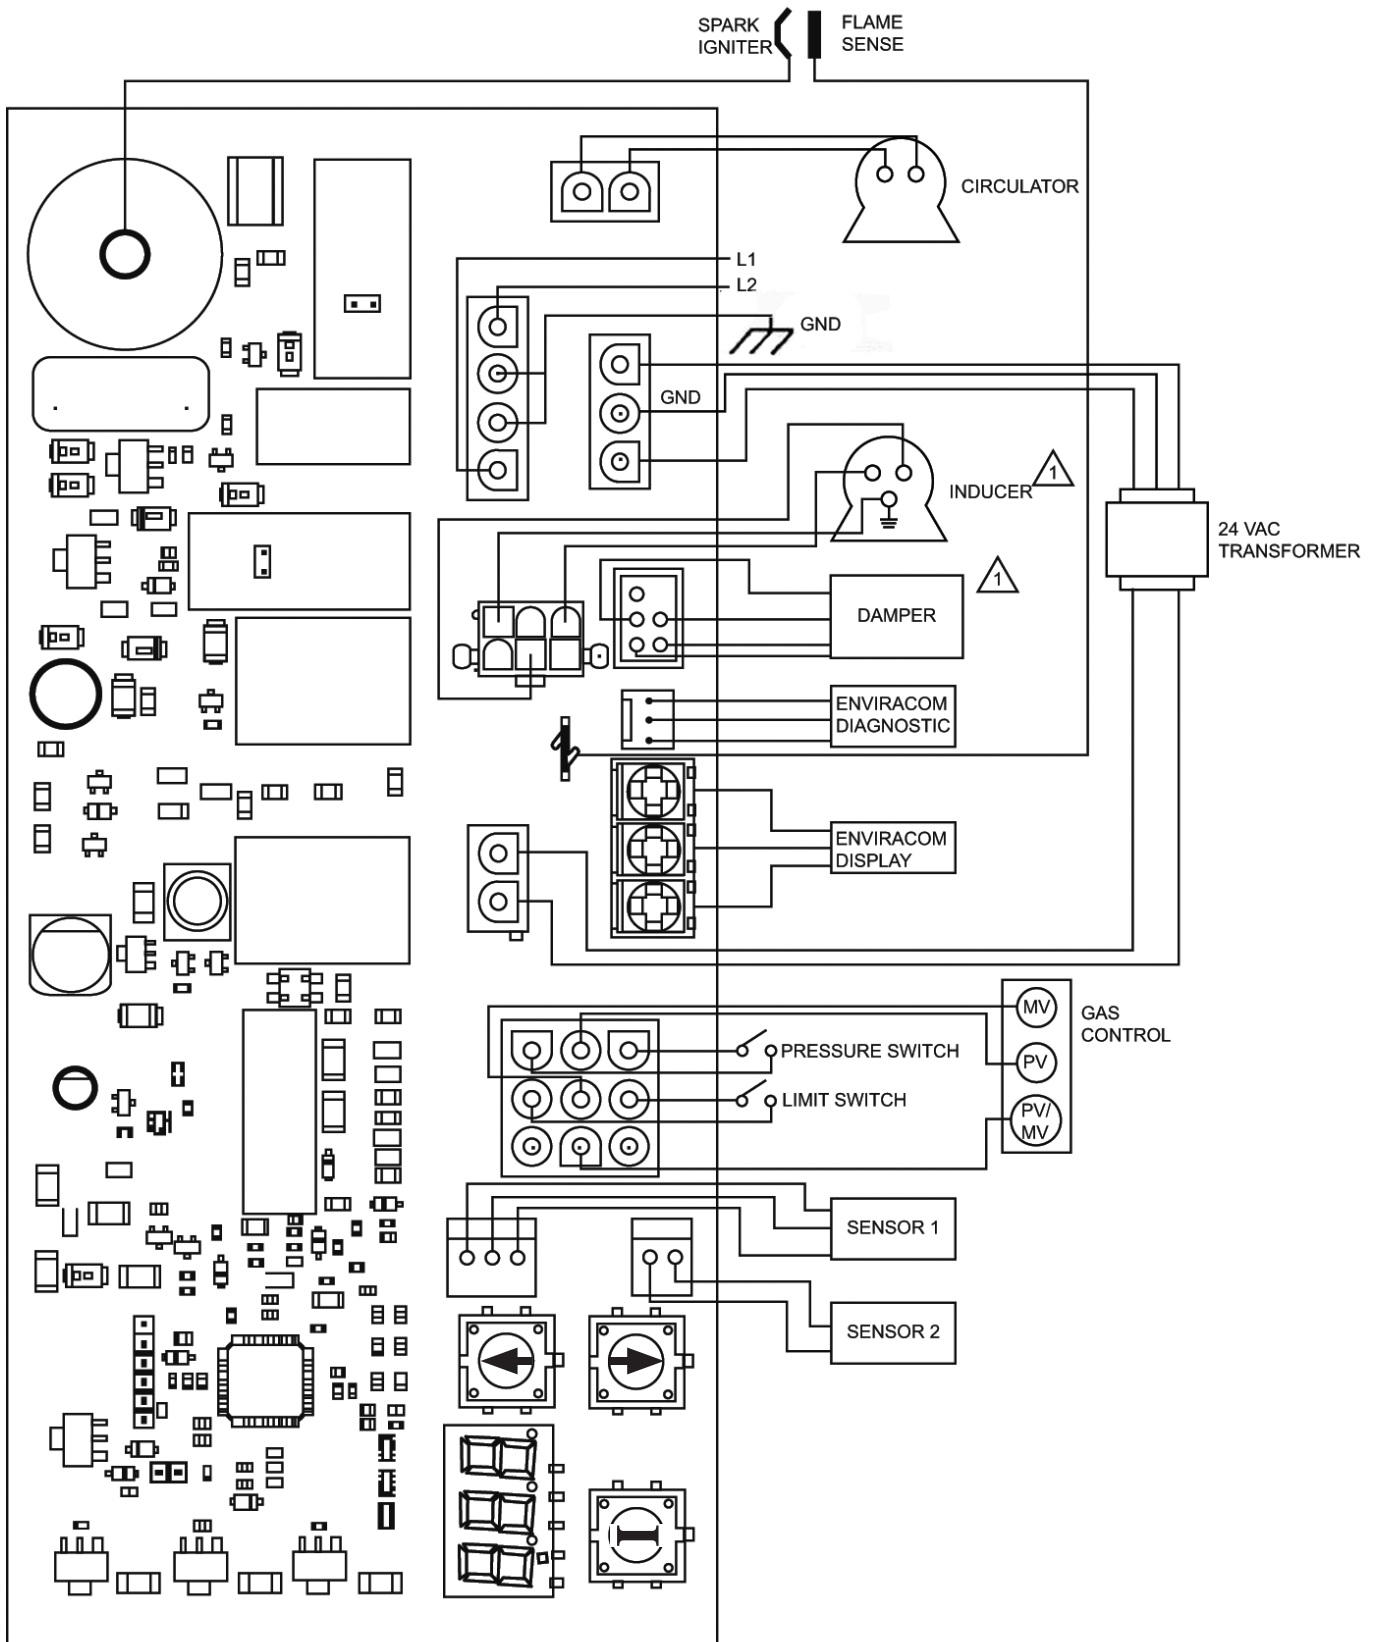 SPARK
IGNITER
FLAME
SENSE
CIRCULATOR
L1
L2
GND
GND
INDUCER
1
24 VAC
TRANSFORMER
1
DAMPER
ENVIRACOM
DIAGNOSTIC
ENVIRACOM
DISPLAY
MV
GAS
CONTROL
PRESSURE SWITCH
PV
LIMIT SWITCH
PV/
MV
SENSOR 1
SENSOR 2